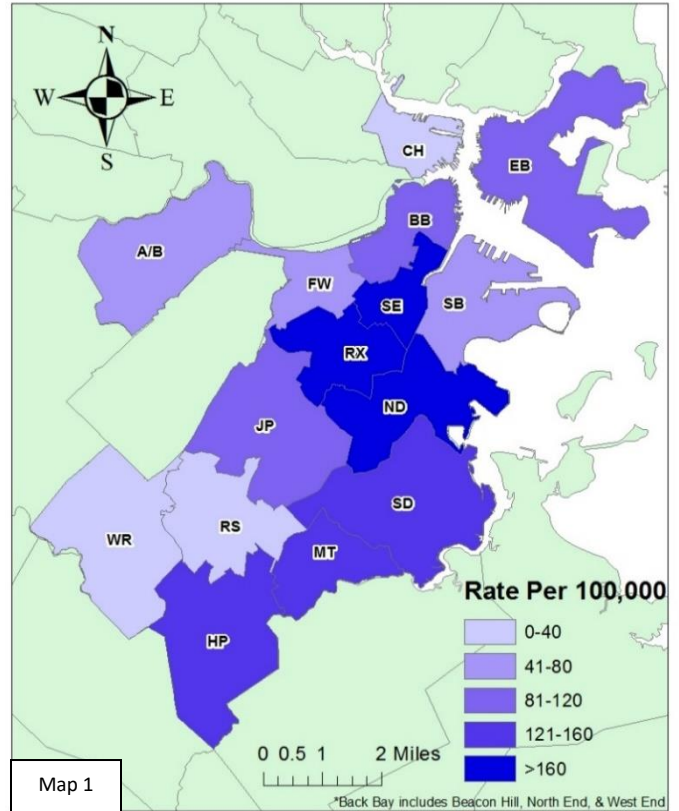 N
W E
S
CH
EB
BB
A/B
FW
SE
SB
RX
ND
JP
SD
RS
WR
MT
HP
Rate Per 100,000
0-40
41-80
81-120
121-160
>160
0 0.5 1 2 Miles
Map 1
*Back Bay includes Beacon Hill, North End, & West End